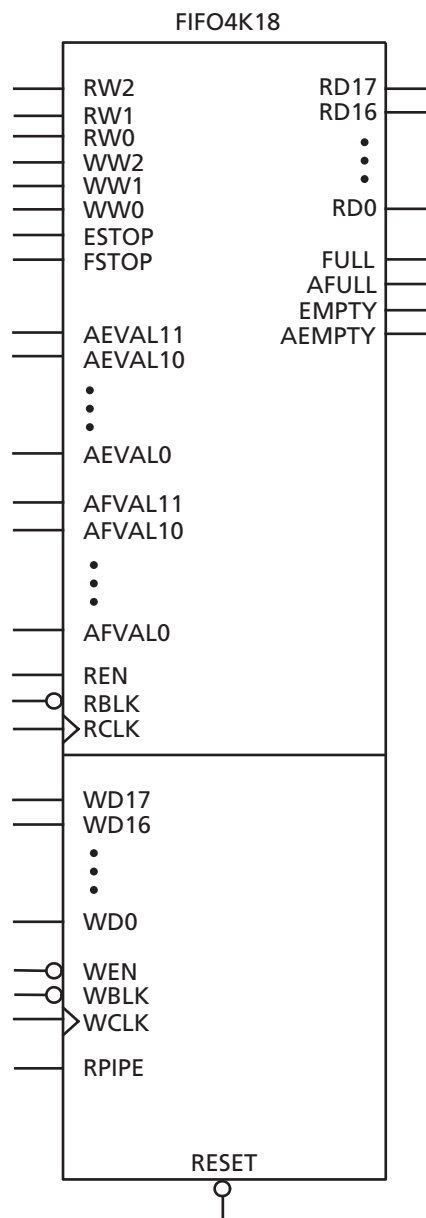 FIFO4K18
RW2
RW1
RW0
WW2
WW1
WW0
ESTOP
FSTOP
AEVAL11
AEVAL10
AEVAL0
AFVAL11
AFVAL10
AFVAL0
REN
RBLK
RCLK
RD17
RD16
RD0
FULL
AFULL
EMPTY
AEMPTY
WD17
WD16
WD0
WEN
WBLK
WCLK
RPIPE
RESET